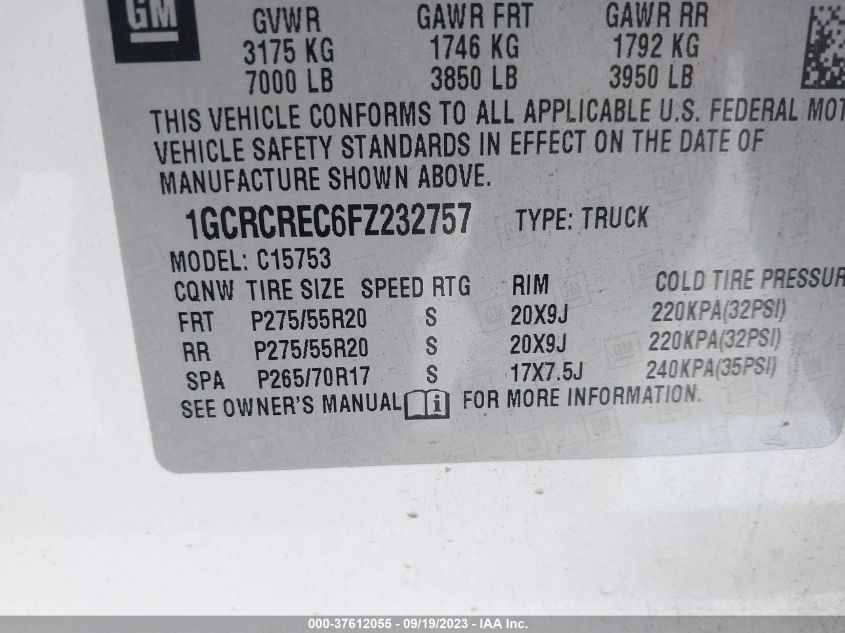 GM
GVWR GAWR FRT GAWR RR
3175 KG 1746 KG 1792 KG
7000 LB 3850 LB 3950 LB
THIS VEHICLE CONFORMS TO ALL APPLICABLE U.S. FEDERAL MOT
VEHICLE SAFETY STANDARDS IN EFFECT ON THE DATE OF
MANUFACTURE SHOWN ABOVE.
1GCRCREC6FZ232757 TYPE: TRUCK
MODEL: C15753
CQNW TIRE SIZE SPEED RTG RIM COLD TIRE PRESSUR
FRT P275/55R20 S 20X9J 220KPA(32PSI)
RR P275/55R20 S 20X9J 220KPA(32PSI)
SPA P265/70R17 S 17X7.5J 240KPA(35PSI)
SEE OWNER'S MANUAL i FOR MORE INFORMATION.
000-37612055 - 09/19/2023 - IAA Inc.